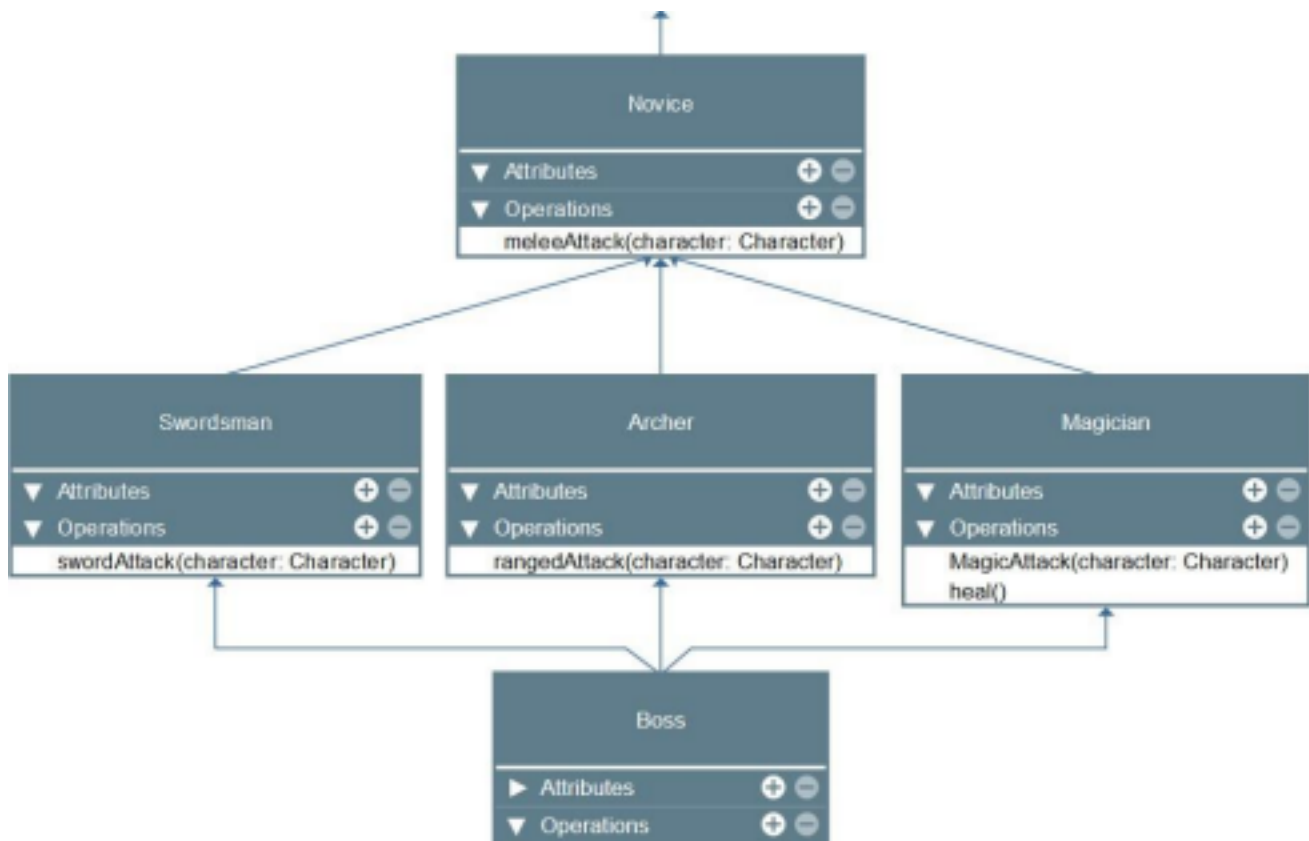 Novice
Attributes
Operations
meleeAttack(character: Character)
Swordsman
Attributes
Operations
swordAttack(character: Character)
Archer
Attributes
Operations
rangedAttack(character: Character)
Magician
Attributes
Operations
MagicAttack(character: Character)
heal()
Boss
Attributes
Operations